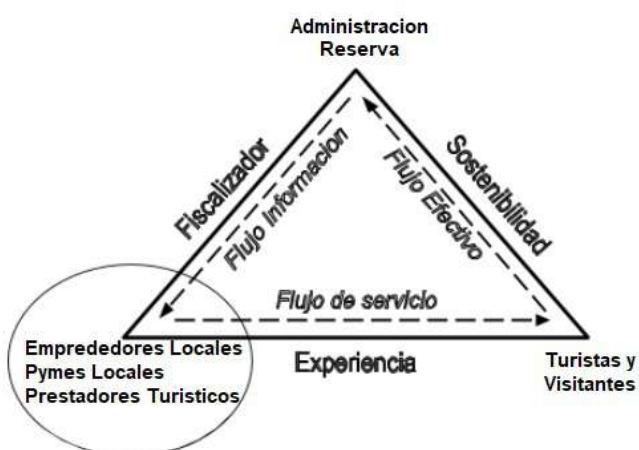 Administracion
Reserva
Fiscalizador
Flujo Informacion
Flujo Efectivo
Sostenibilidad
Flujo de servicio
Emprededores Locales
Pymes Locales
Prestadores Turisticos
Experiencia
Turistas y
Visitantes